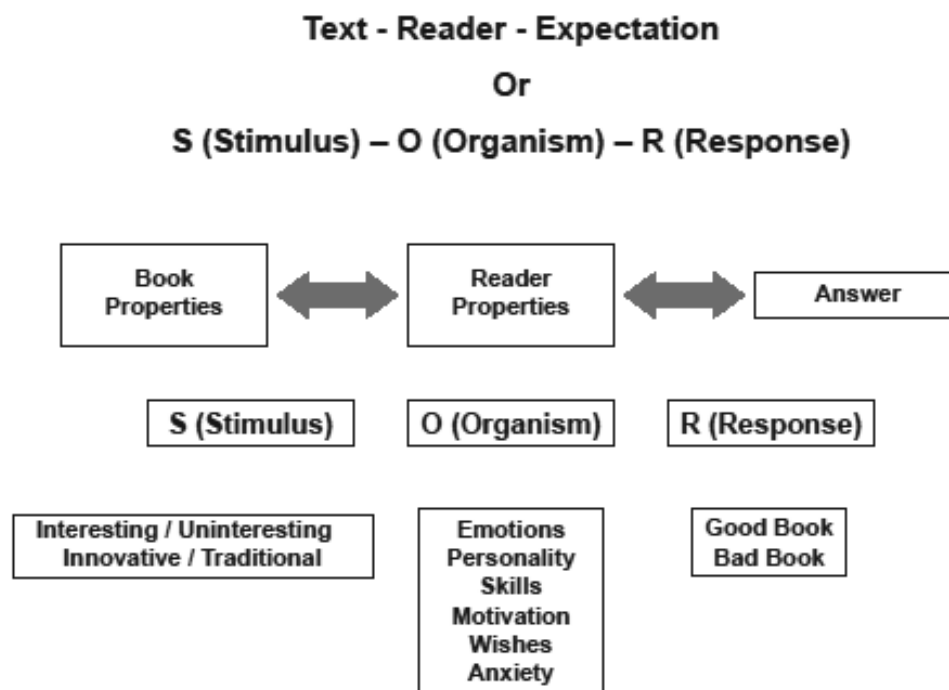 Text - Reader - Expectation
Or
S (Stimulus) – O (Organism) – R (Response)
Book
Properties
Reader
Properties
Answer
S (Stimulus)
O (Organism)
R (Response)
Interesting / Uninteresting
Innovative / Traditional
Emotions
Personality
Skills
Motivation
Wishes
Anxiety
Good Book
Bad Book